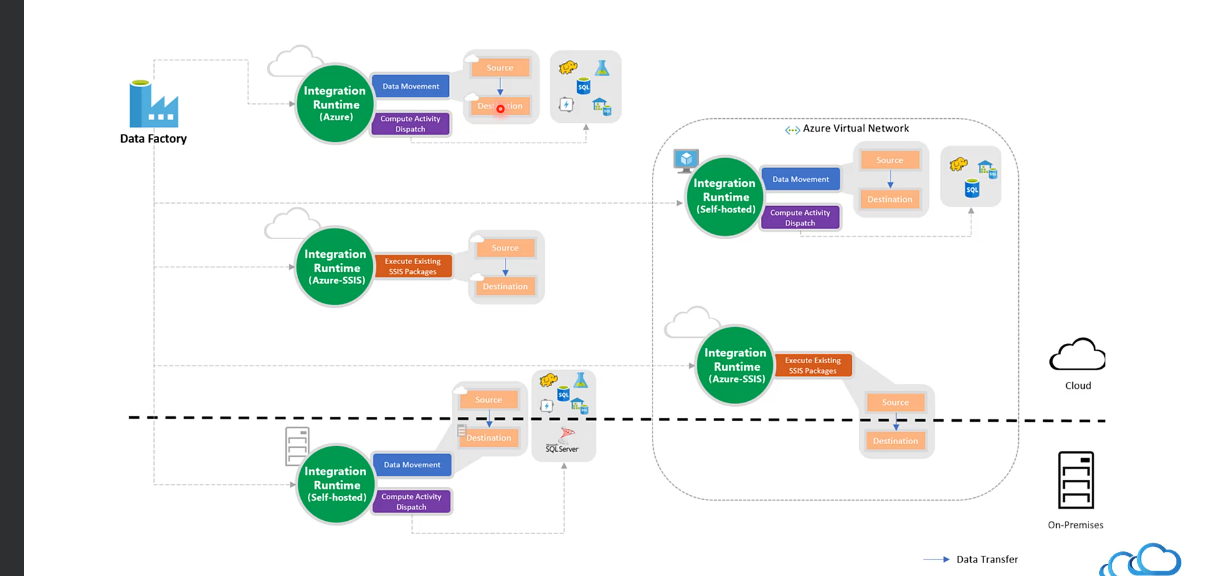 Data Factory
Integration
Runtime
(Azure)
Data Movement
Compute Activity
Dispatch
Source
Destination
SQL
Azure Virtual Network
Integration
Runtime
(Self-hosted)
Data Movement
Compute Activity
Dispatch
Source
Destination
SQL
Integration
Runtime
(Azure-SSIS)
Execute Existing
SSIS Packages
Source
Destination
Integration
Runtime
(Azure-SSIS)
Execute Existing
SSIS Packages
Source
Destination
Cloud
Integration
Runtime
(Self-hosted)
Data Movement
Compute Activity
Dispatch
Source
Destination
SQL
SQL Server
On-Premises
Data Transfer